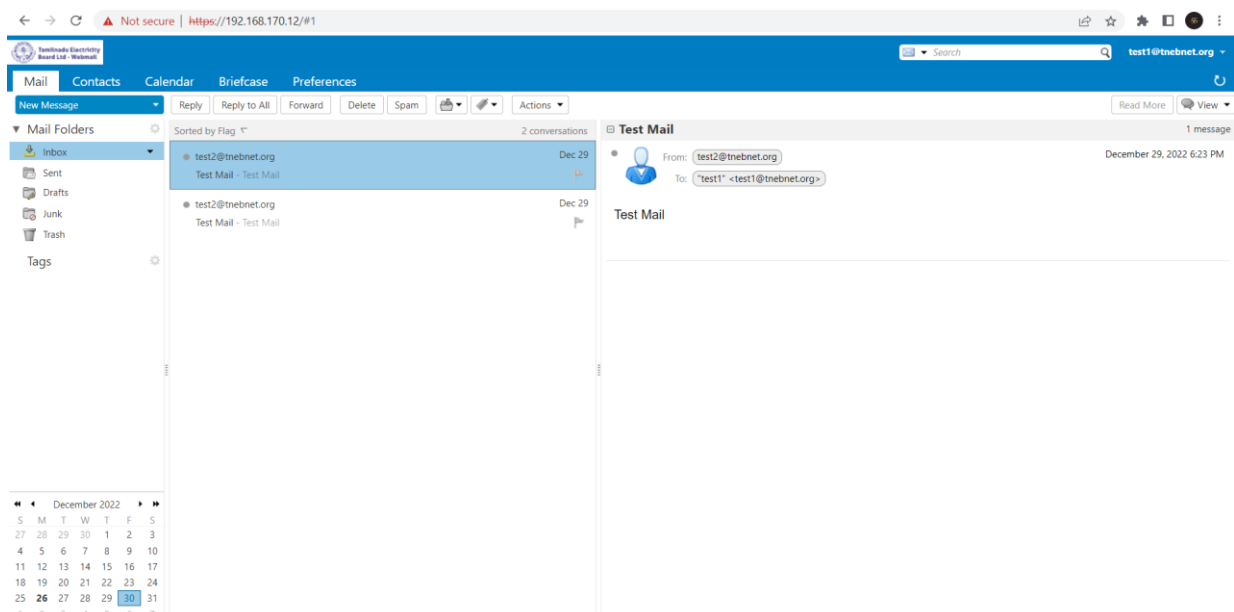 Not secure | https://192.168.170.12/#1
Tamilnadu Electricity
Board Ltd - Webmail
Search
test1@tnebnet.org
Mail Contacts Calendar Briefcase Preferences
New Message
Reply Reply to All Forward Delete Spam Actions
Read More View
Mail Folders
Inbox
Sent
Drafts
Junk
Trash
Tags
Sorted by Flag 2 conversations
test2@tnebnet.org Dec 29
Test Mail - Test Mail
test2@tnebnet.org Dec 29
Test Mail - Test Mail
Test Mail 1 message
From: test2@tnebnet.org December 29, 2022 6:23 PM
To: "test1" <test1@tnebnet.org>
Test Mail
December 2022
S M T W T F S
27 28 29 30 1 2 3
4 5 6 7 8 9 10
11 12 13 14 15 16 17
18 19 20 21 22 23 24
25 26 27 28 29 30 31